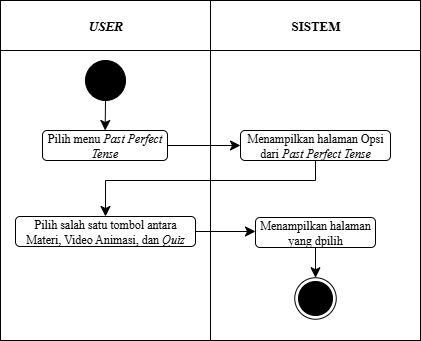 USER
SISTEM
Pilih menu Past Perfect
Tense
Menampilkan halaman Opsi
dari Past Perfect Tense
Pilih salah satu tombol antara
Materi, Video Animasi, dan Quiz
Menampilkan halaman
yang dpilih